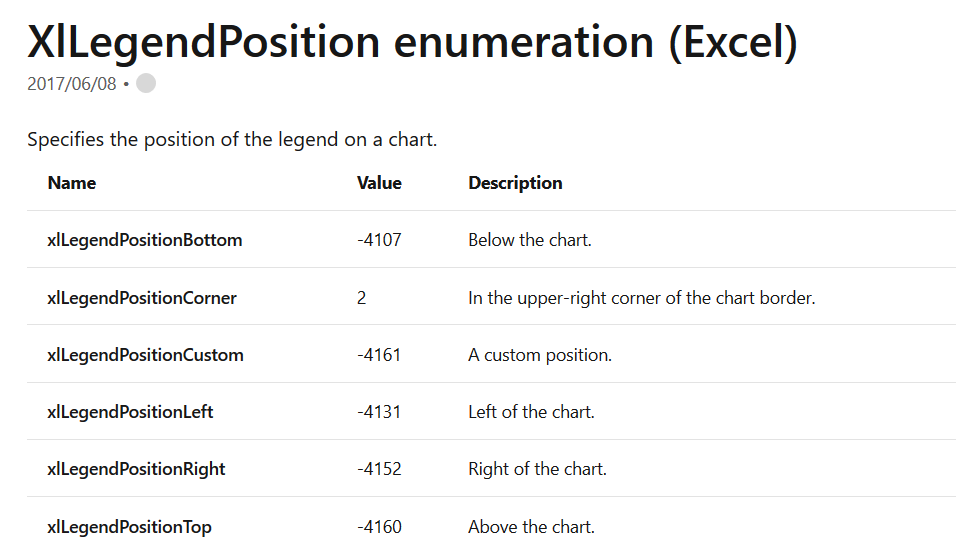 XlLegendPosition enumeration (Excel)
2017/06/08 •
Specifies the position of the legend on a chart.
Name Value Description
xlLegendPositionBottom -4107 Below the chart.
xlLegendPositionCorner 2 In the upper-right corner of the chart border.
xlLegendPositionCustom -4161 A custom position.
xlLegendPositionLeft -4131 Left of the chart.
xlLegendPositionRight -4152 Right of the chart.
xlLegendPositionTop -4160 Above the chart.